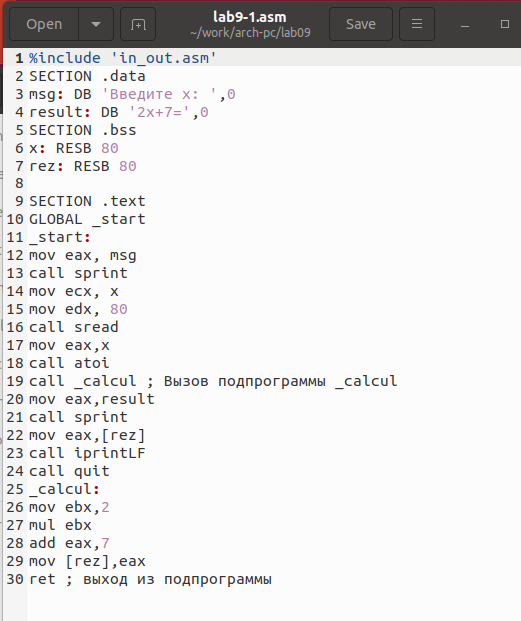 Open
lab9-1.asm
~/work/arch-pc/lab09
Save
1 %include 'in_out.asm'
2 SECTION .data
3 msg: DB 'Введите x: ',0
4 result: DB '2x+7=',0
5 SECTION .bss
6 x: RESB 80
7 rez: RESB 80
8
9 SECTION .text
10 GLOBAL _start
11 _start:
12 mov eax, msg
13 call sprint
14 mov ecx, x
15 mov edx, 80
16 call sread
17 mov eax,x
18 call atoi
19 call _calcul ; Вызов подпрограммы _calcul
20 mov eax,result
21 call sprint
22 mov eax,[rez]
23 call iprintLF
24 call quit
25 _calcul:
26 mov ebx,2
27 mul ebx
28 add eax,7
29 mov [rez],eax
30 ret ; выход из подпрограммы